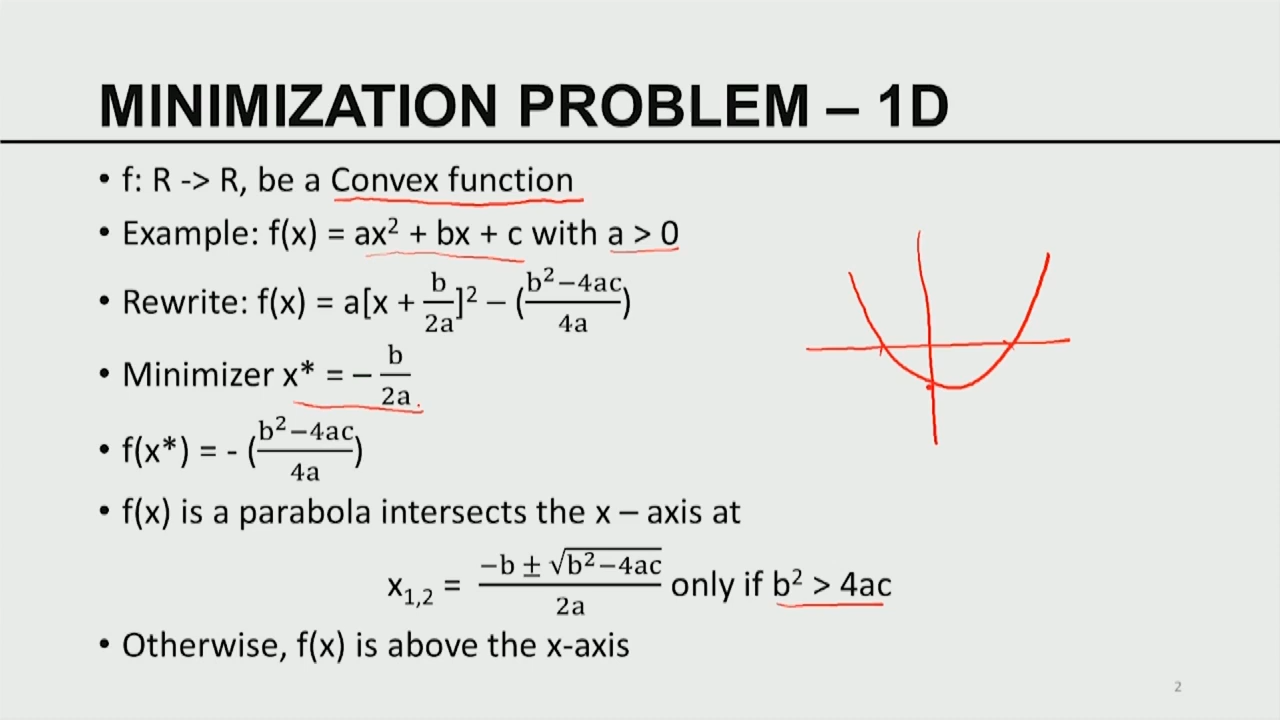 MINIMIZATION PROBLEM – 1D
• f: R -> R, be a Convex function
• Example: f(x) = ax² + bx + c with a > 0
• Rewrite: f(x) = a[x + b/2a]² − (b²−4ac/4a)
• Minimizer x* = − b/2a.
• f(x*) = - (b²−4ac/4a)
• f(x) is a parabola intersects the x – axis at
x₁,₂ = −b ± √b²−4ac/2a only if b² > 4ac
• Otherwise, f(x) is above the x-axis
2